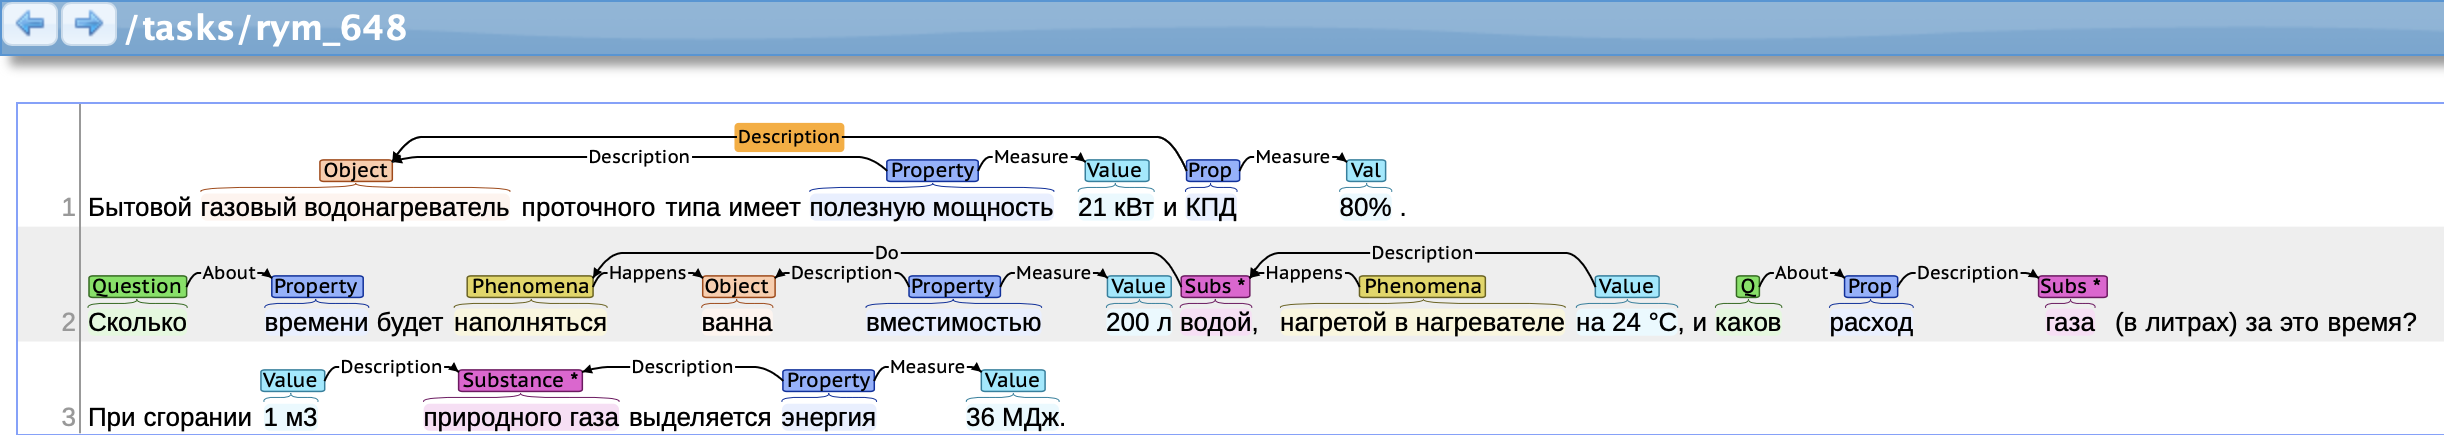 /tasks/rym_648
Description
Description Measure Measure
Object Property Value Prop Val
1 Бытовой газовый водонагреватель проточного типа имеет полезную мощность 21 кВт и КПД 80% .
Do Description
About Happens Description Measure Happens About Description
Question Property Phenomena Object Property Value Subs * Phenomena Value Q Prop Subs *
2 Сколько времени будет наполняться ванна вместимостью 200 л водой, нагретой в нагревателе на 24 °С, и каков расход газа (в литрах) за это время?
Description Description Measure
Value Substance * Property Value
3 При сгорании 1 м3 природного газа выделяется энергия 36 МДж.